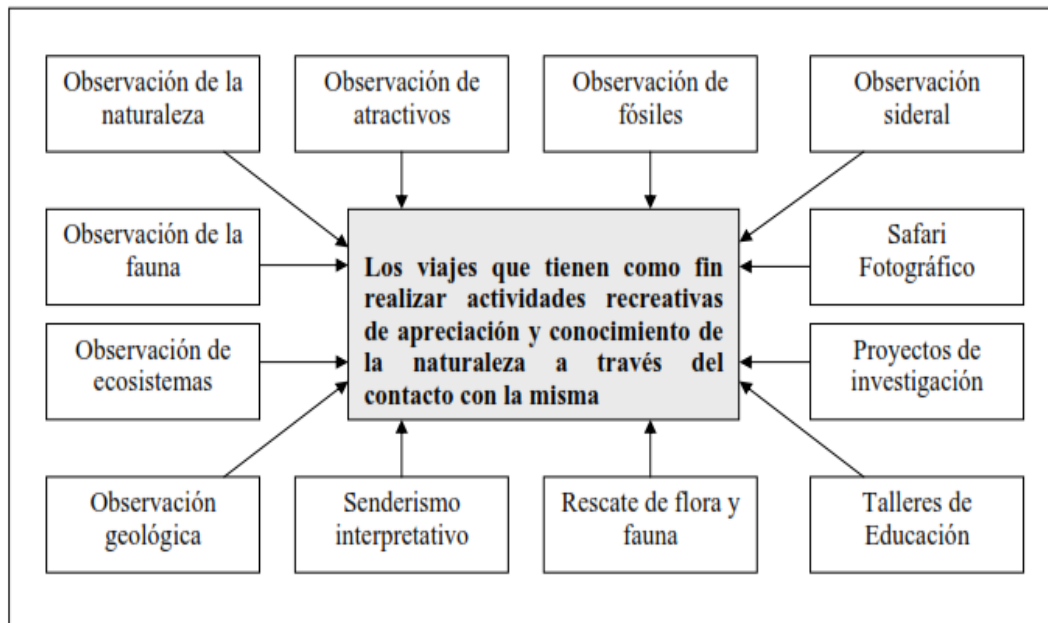 Observación de la
naturaleza
Observación de
atractivos
Observación de
fósiles
Observación
sideral
Observación de la
fauna
Los viajes que tienen como fin
realizar actividades recreativas
de apreciación y conocimiento de
la naturaleza a través del
contacto con la misma
Safari
Fotográfico
Observación de
ecosistemas
Proyectos de
investigación
Observación
geológica
Senderismo
interpretativo
Rescate de flora y
fauna
Talleres de
Educación